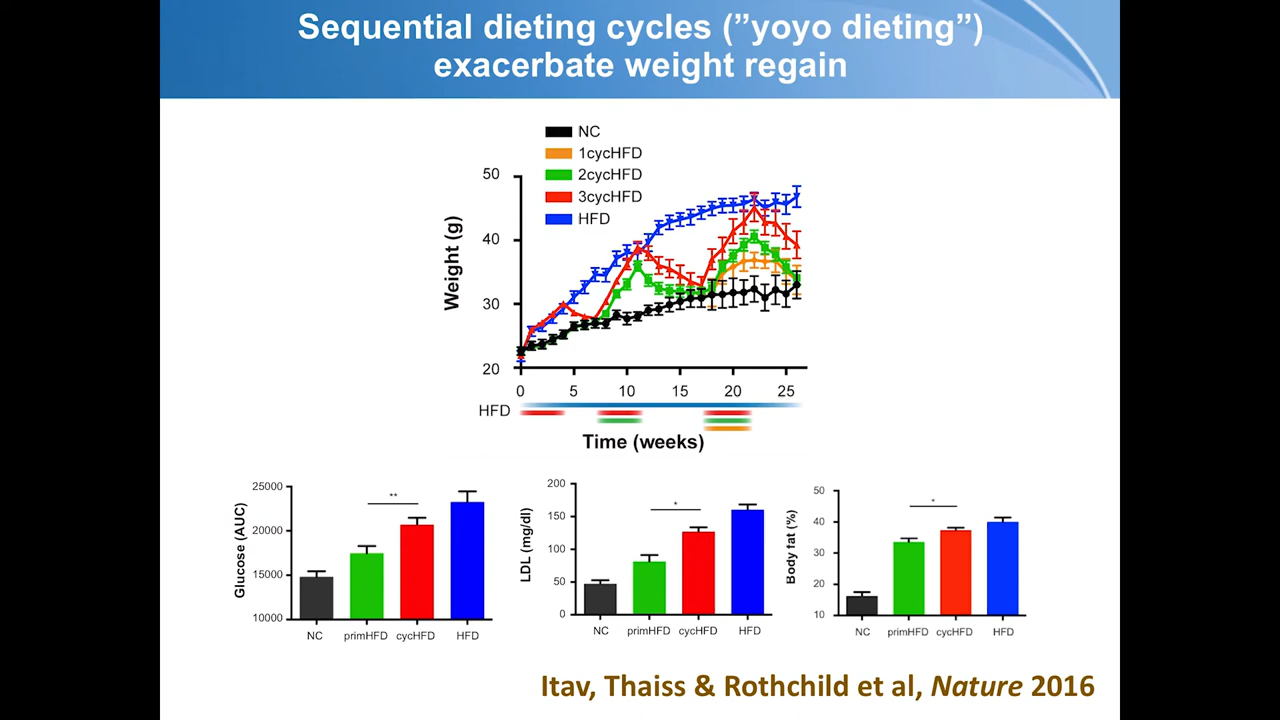 Sequential dieting cycles (”yoyo dieting”)
exacerbate weight regain
NC
1cycHFD
2cycHFD
3cycHFD
HFD
Weight (g)
50
40
30
20
0 5 10 15 20 25
HFD
Time (weeks)
Glucose (AUC)
25000
20000
15000
10000
**
NC primHFD cycHFD HFD
LDL (mg/dl)
200
150
100
50
0
*
NC primHFD cycHFD HFD
Body fat (%)
50
40
30
20
10
*
NC primHFD cycHFD HFD
Itav, Thaiss & Rothchild et al, Nature 2016